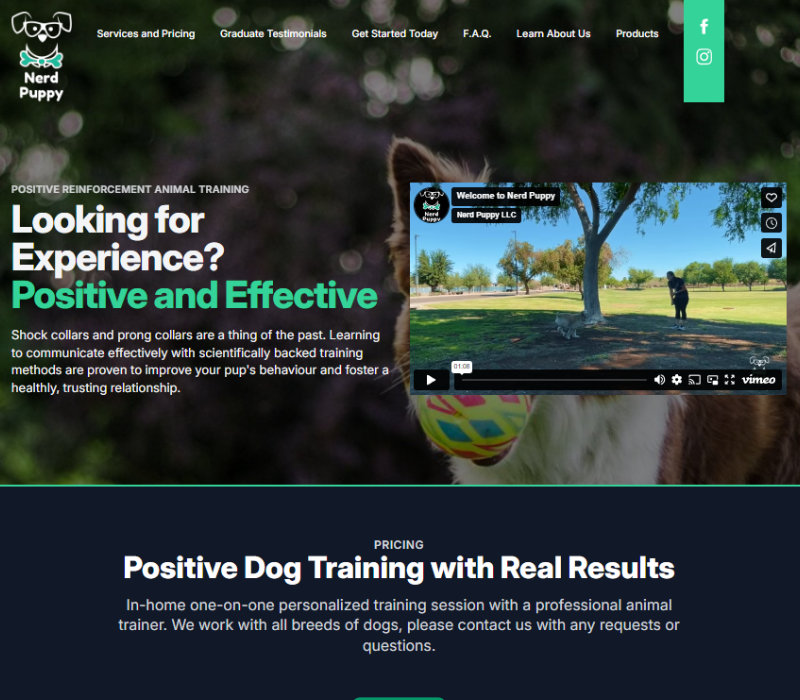 Services and Pricing
Graduate Testimonials
Get Started Today
F.A.Q.
Learn About Us
Products
Nerd
Puppy
POSITIVE REINFORCEMENT ANIMAL TRAINING
Looking for
Experience?
Positive and Effective
Shock collars and prong collars are a thing of the past. Learning
to communicate effectively with scientifically backed training
methods are proven to improve your pup's behaviour and foster a
healthly, trusting relationship.
Nerd
Puppy
Welcome to Nerd Puppy
Nerd Puppy LLC
01:08
vimeo
PRICING
Positive Dog Training with Real Results
In-home one-on-one personalized training session with a professional animal
trainer. We work with all breeds of dogs, please contact us with any requests or
questions.